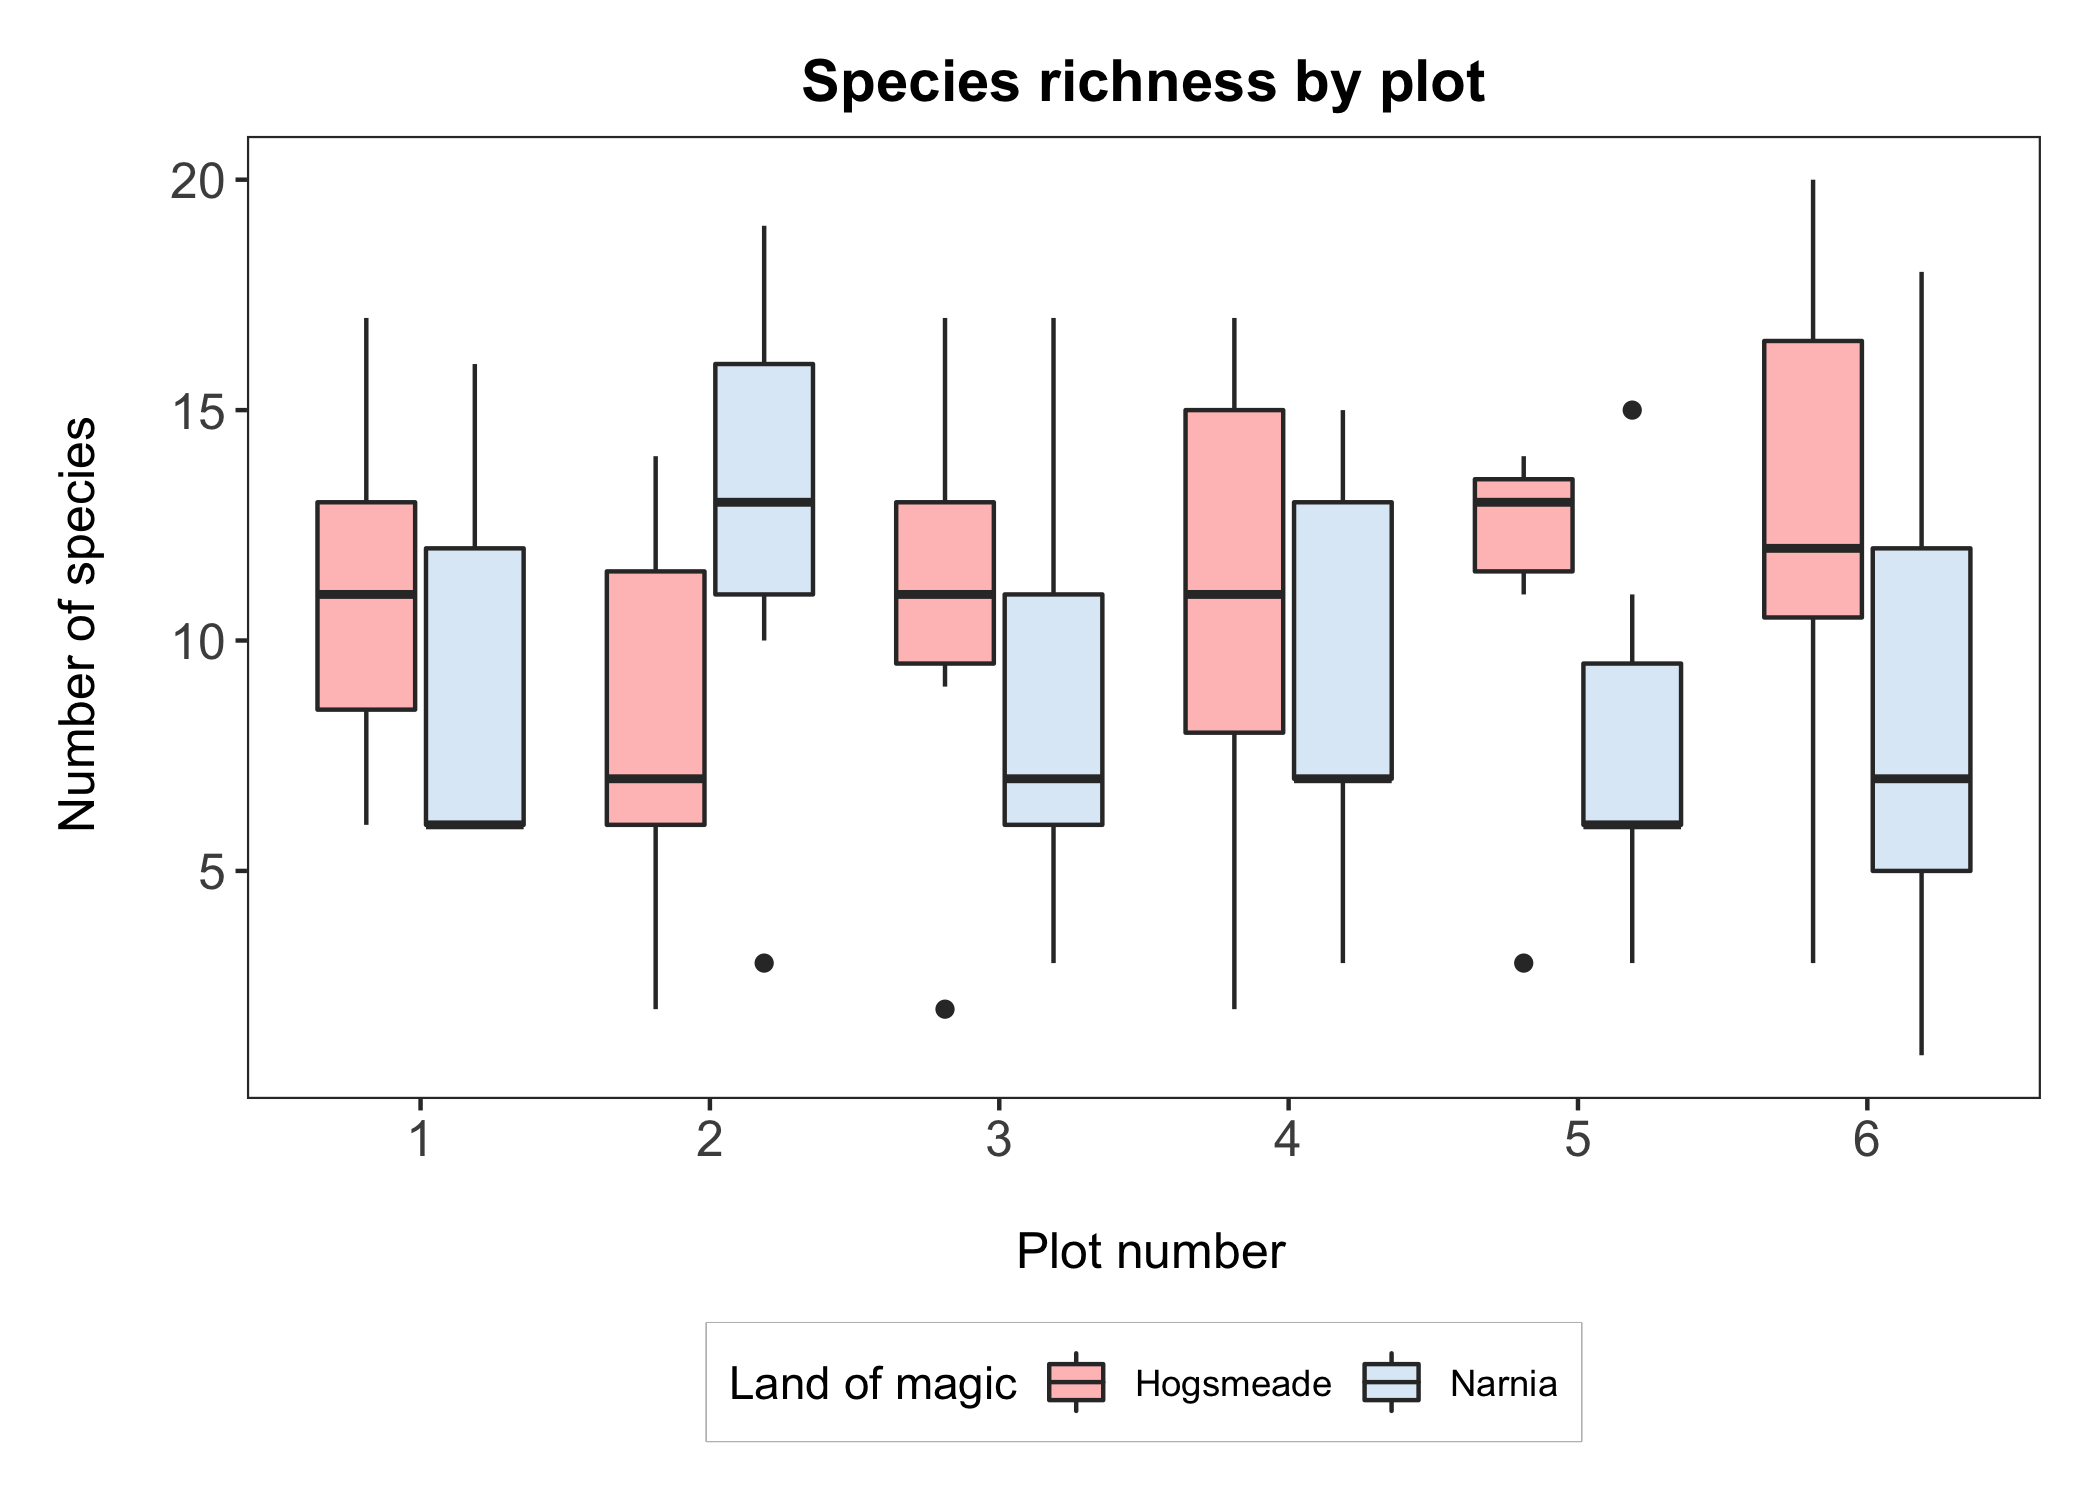 Species richness by plot
20
15
10
5
Number of species
1 2 3 4 5 6
Plot number
Land of magic Hogsmeade Narnia